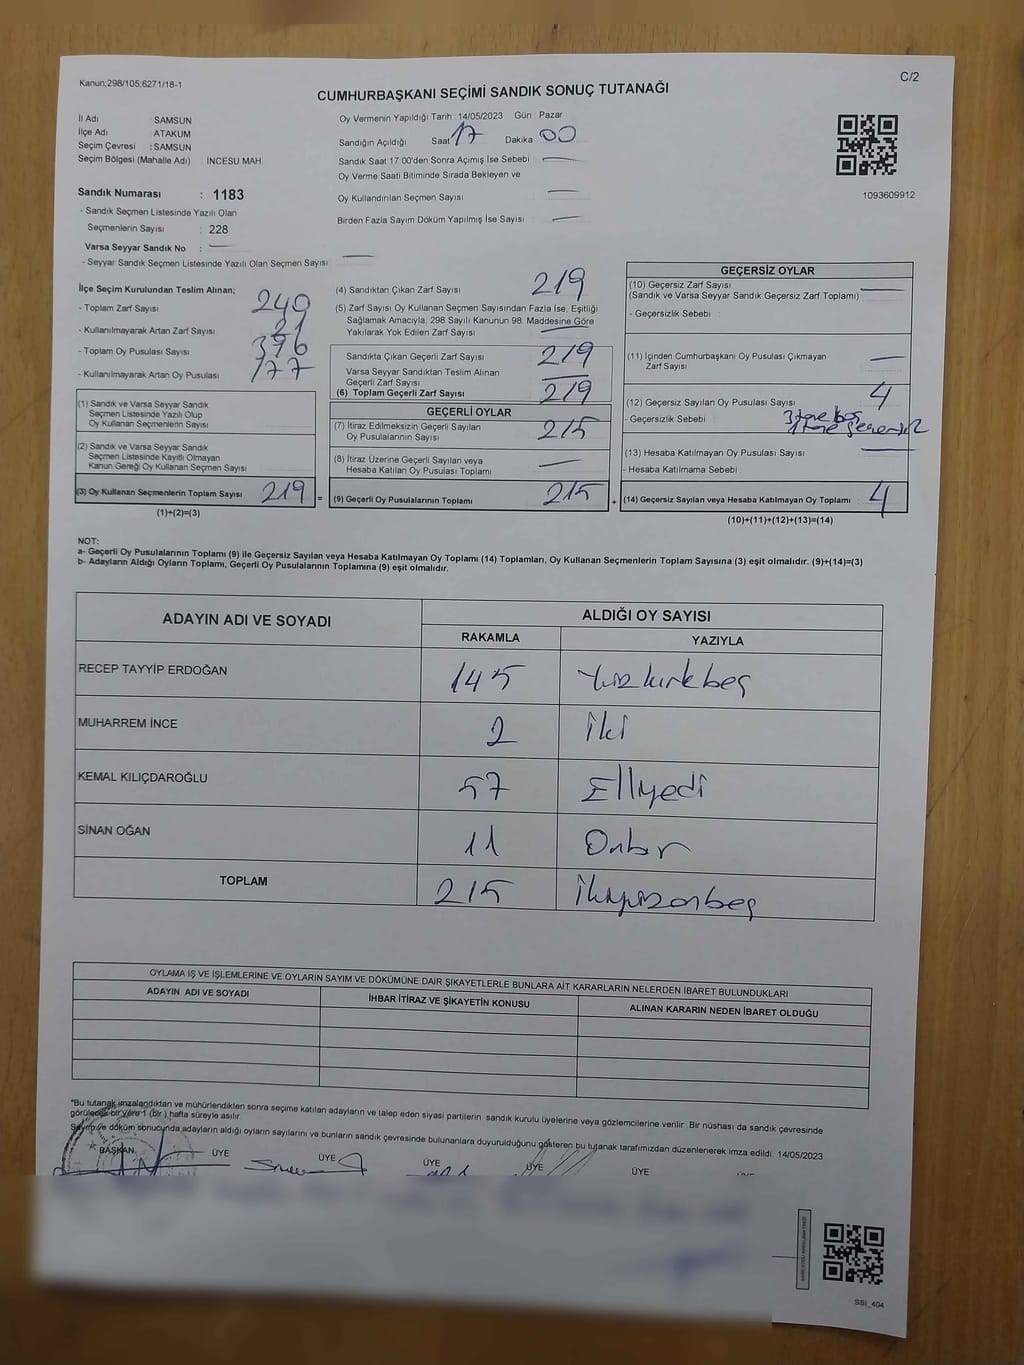 Kanun;298/105;6271/18-1
C/2
CUMHURBAŞKANI SEÇİMİ SANDIK SONUÇ TUTANAĞI
İl Adı : SAMSUN
İlçe Adı : ATAKUM
Seçim Çevresi : SAMSUN
Seçim Bölgesi (Mahalle Adı) : İNCESU MAH.
Sandık Numarası : 1183
- Sandık Seçmen Listesinde Yazılı Olan
Seçmenlerin Sayısı : 228
Varsa Seyyar Sandık No :
- Seyyar Sandık Seçmen Listesinde Yazılı Olan Seçmen Sayısı :
Oy Vermenin Yapıldığı Tarih : 14/05/2023 Gün : Pazar
Sandığın Açıldığı Saat 17 Dakika 00
Sandık Saat 17:00'den Sonra Açımış İse Sebebi :
Oy Verme Saati Bitiminde Sırada Bekleyen ve
Oy Kullandırılan Seçmen Sayısı :
Birden Fazla Sayım Döküm Yapılmış İse Sayısı :
1093609912
İlçe Seçim Kurulundan Teslim Alınan;
- Toplam Zarf Sayısı : 240
- Kullanılmayarak Artan Zarf Sayısı : 21
- Toplam Oy Pusulası Sayısı : 396
- Kullanılmayarak Artan Oy Pusulası : 177
(1) Sandık ve Varsa Seyyar Sandık
Seçmen Listesinde Yazılı Olup
Oy Kullanan Seçmenlerin Sayısı
(2) Sandık ve Varsa Seyyar Sandık
Seçmen Listesinde Kayıtlı Olmayan
Kanun Gereği Oy Kullanan Seçmen Sayısı
(3) Oy Kullanan Seçmenlerin Toplam Sayısı 219 =
(1)+(2)=(3)
(4) Sandıktan Çıkan Zarf Sayısı : 219
(5) Zarf Sayısı Oy Kullanan Seçmen Sayısından Fazla İse, Eşitliği
Sağlamak Amacıyla, 298 Sayılı Kanunun 98. Maddesine Göre
Yakılarak Yok Edilen Zarf Sayısı :
Sandıkta Çıkan Geçerli Zarf Sayısı : 219
Varsa Seyyar Sandıktan Teslim Alınan
Geçerli Zarf Sayısı :
(6) Toplam Geçerli Zarf Sayısı : 219
GEÇERLİ OYLAR
(7) İtiraz Edilmeksizin Geçerli Sayılan
Oy Pusulalarının Sayısı : 215
(8) İtiraz Üzerine Geçerli Sayılan veya
Hesaba Katılan Oy Pusulası Toplamı :
(9) Geçerli Oy Pusulalarının Toplamı : 215 +
GEÇERSİZ OYLAR
(10) Geçersiz Zarf Sayısı :
(Sandık ve Varsa Seyyar Sandık Geçersiz Zarf Toplamı)
- Geçersizlik Sebebi :
(11) İçinden Cumhurbaşkanı Oy Pusulası Çıkmayan
Zarf Sayısı :
(12) Geçersiz Sayılan Oy Pusulası Sayısı : 4
- Geçersizlik Sebebi : 3 tane boş
1 tane geçersiz
(13) Hesaba Katılmayan Oy Pusulası Sayısı :
- Hesaba Katılmama Sebebi :
(14) Geçersiz Sayılan veya Hesaba Katılmayan Oy Toplamı : 4
(10)+(11)+(12)+(13)=(14)
NOT:
a- Geçerli Oy Pusulalarının Toplamı (9) ile Geçersiz Sayılan veya Hesaba Katılmayan Oy Toplamı (14) Toplamları, Oy Kullanan Seçmenlerin Toplam Sayısına (3) eşit olmalıdır. (9)+(14)=(3)
b- Adayların Aldığı Oyların Toplamı, Geçerli Oy Pusulalarının Toplamına (9) eşit olmalıdır.
ADAYIN ADI VE SOYADI
ALDIĞI OY SAYISI
RAKAMLA YAZIYLA
RECEP TAYYİP ERDOĞAN 145 Yüzkırkbeş
MUHARREM İNCE 2 İki
KEMAL KILIÇDAROĞLU 57 Elliyedi
SİNAN OĞAN 11 Onbir
TOPLAM 215 İkiyüzonbeş
OYLAMA İŞ VE İŞLEMLERİNE VE OYLARIN SAYIM VE DÖKÜMÜNE DAİR ŞİKAYETLERLE BUNLARA AİT KARARLARIN NELERDEN İBARET BULUNDUKLARI
ADAYIN ADI VE SOYADI İHBAR İTİRAZ VE ŞİKAYETİN KONUSU ALINAN KARARIN NEDEN İBARET OLDUĞU
*Bu tutanak imzalandıktan ve mühürlendikten sonra seçime katılan adayların ve talep eden siyasi partilerin sandık kurulu üyelerine veya gözlemcilerine verilir. Bir nüshası da sandık çevresinde
görülecek bir yere 1 (bir ) hafta süreyle asılır.
Sayım ve döküm sonucunda adayların aldığı oyların sayılarını ve bunların sandık çevresinde bulunanlara duyurulduğunu gösteren bu tutanak tarafımızdan düzenlenerek imza edildi. 14/05/2023
BAŞKAN ÜYE ÜYE ÜYE ÜYE ÜYE
SSİ_404